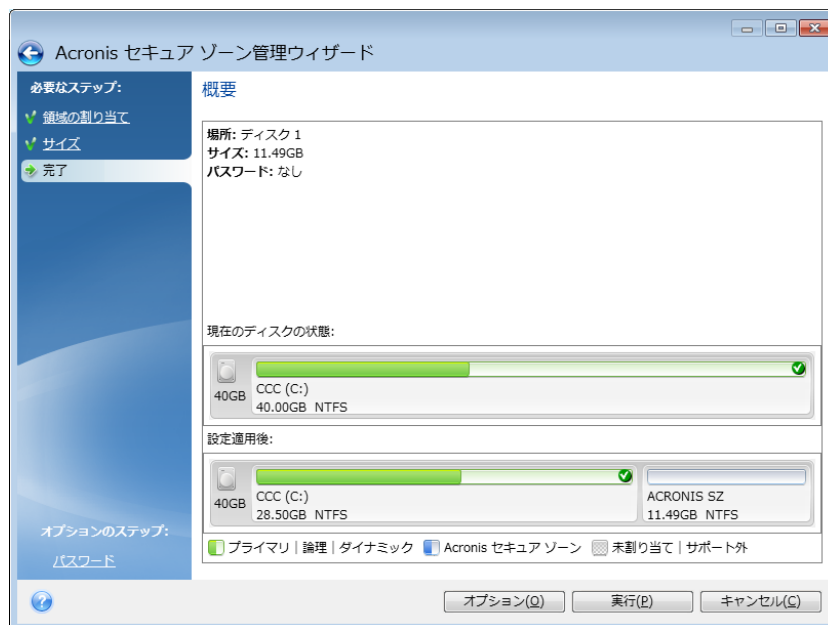 Acronis セキュア ゾーン管理ウィザード
必要なステップ:
領域の割り当て
サイズ
完了
オプションのステップ:
パスワード
概要
場所: ディスク 1
サイズ: 11.49GB
パスワード: なし
現在のディスクの状態:
40GB
CCC (C:)
40.00GB NTFS
設定適用後:
40GB
CCC (C:)
28.50GB NTFS
ACRONIS SZ
11.49GB NTFS
プライマリ | 論理 | ダイナミック Acronis セキュア ゾーン 未割り当て | サポート外
オプション(O) 実行(P) キャンセル(C)